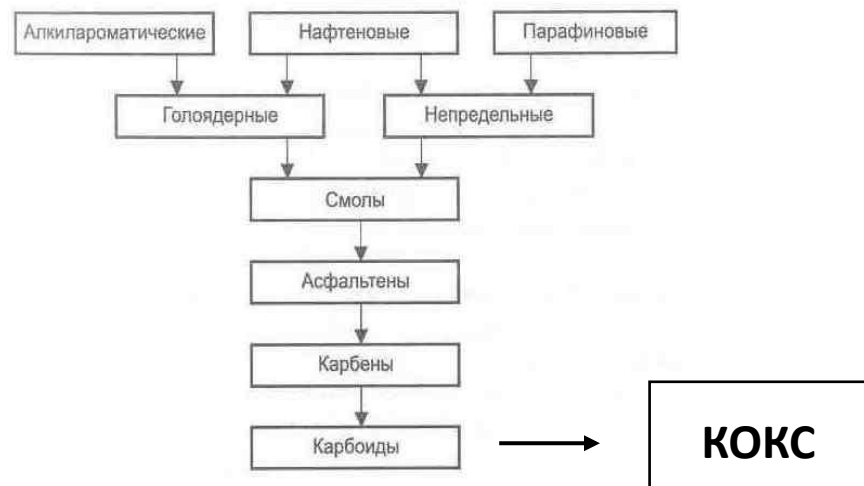 Алкилароматические
Нафтеновые
Парафиновые
Голоядерные
Непредельные
Смолы
Асфальтены
Карбены
Карбоиды
КОКС